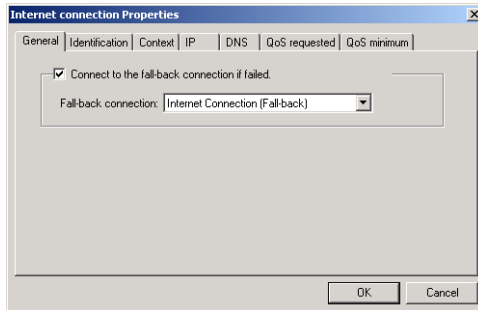 Internet connection Properties
General Identification Context IP DNS QoS requested QoS minimum
Connect to the fall-back connection if failed.
Fall-back connection: Internet Connection (Fall-back)
OK Cancel